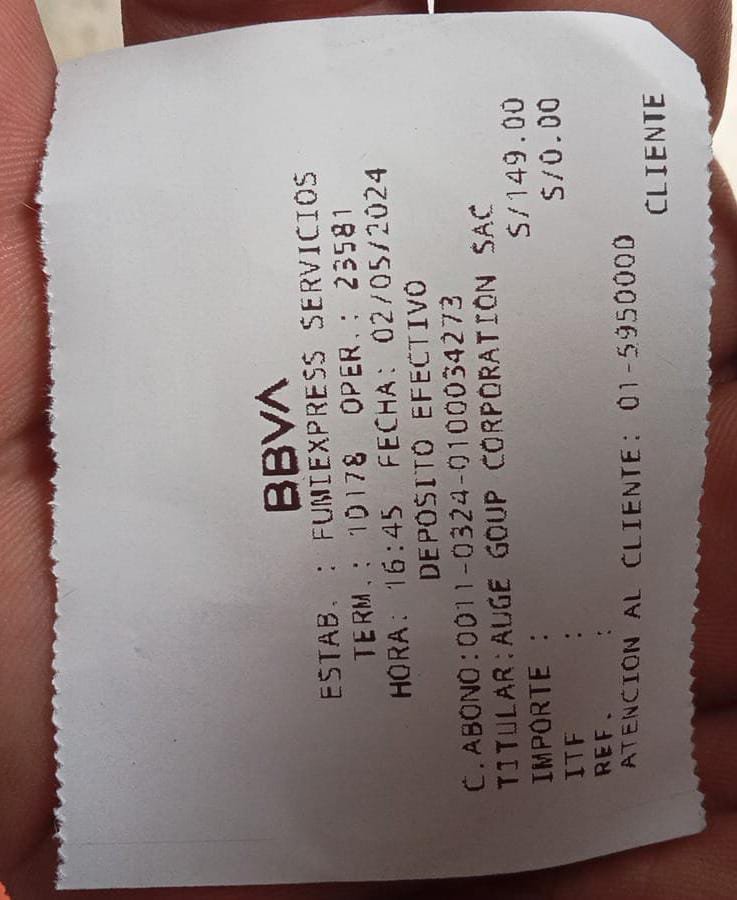 BBVA
ESTAB. : FUMIEXPRESS SERVICIOS
TERM.: 10178 OPER.: 23581
HORA: 16:45 FECHA: 02/05/2024
DEPOSITO EFECTIVO
C.ABONO:0011-0324-0100034273
TITULAR:AUGE GOUP CORPORATION SAC
IMPORTE : S/149.00
ITF : S/0.00
REF. :
ATENCION AL CLIENTE: 01-5950000
CLIENTE